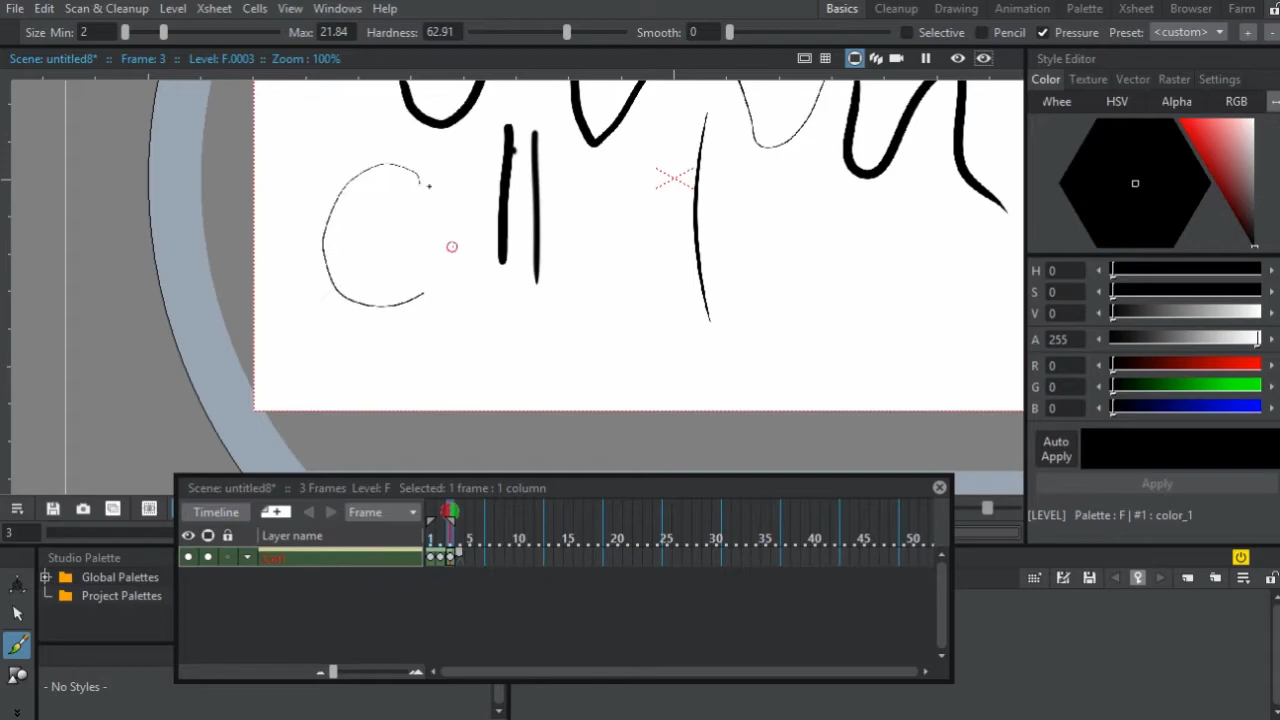 File Edit Scan & Cleanup Level Xsheet Cells View Windows Help Basics Cleanup Drawing Animation Palette Xsheet Browser Farm
Size Min: 2 Max: 21.84 Hardness: 62.91 Smooth: 0 Selective Pencil Pressure Preset: <custom> + -
Scene: untitled8* :: Frame: 3 :: Level: F.0003 :: Zoom : 100%
Style Editor
Color Texture Vector Raster Settings
Whee HSV Alpha RGB
H 0
S 0
V 0
A 255
R 0
G 0
B 0
Auto Apply
Apply
[LEVEL] Palette : F | #1 : color_1
Scene: untitled8* :: 3 Frames Level: F Selected: 1 frame : 1 column
Timeline Frame
1 5 10 15 20 25 30 35 40 45 50
Layer name
3
Studio Palette
Global Palettes
Project Palettes
- No Styles -